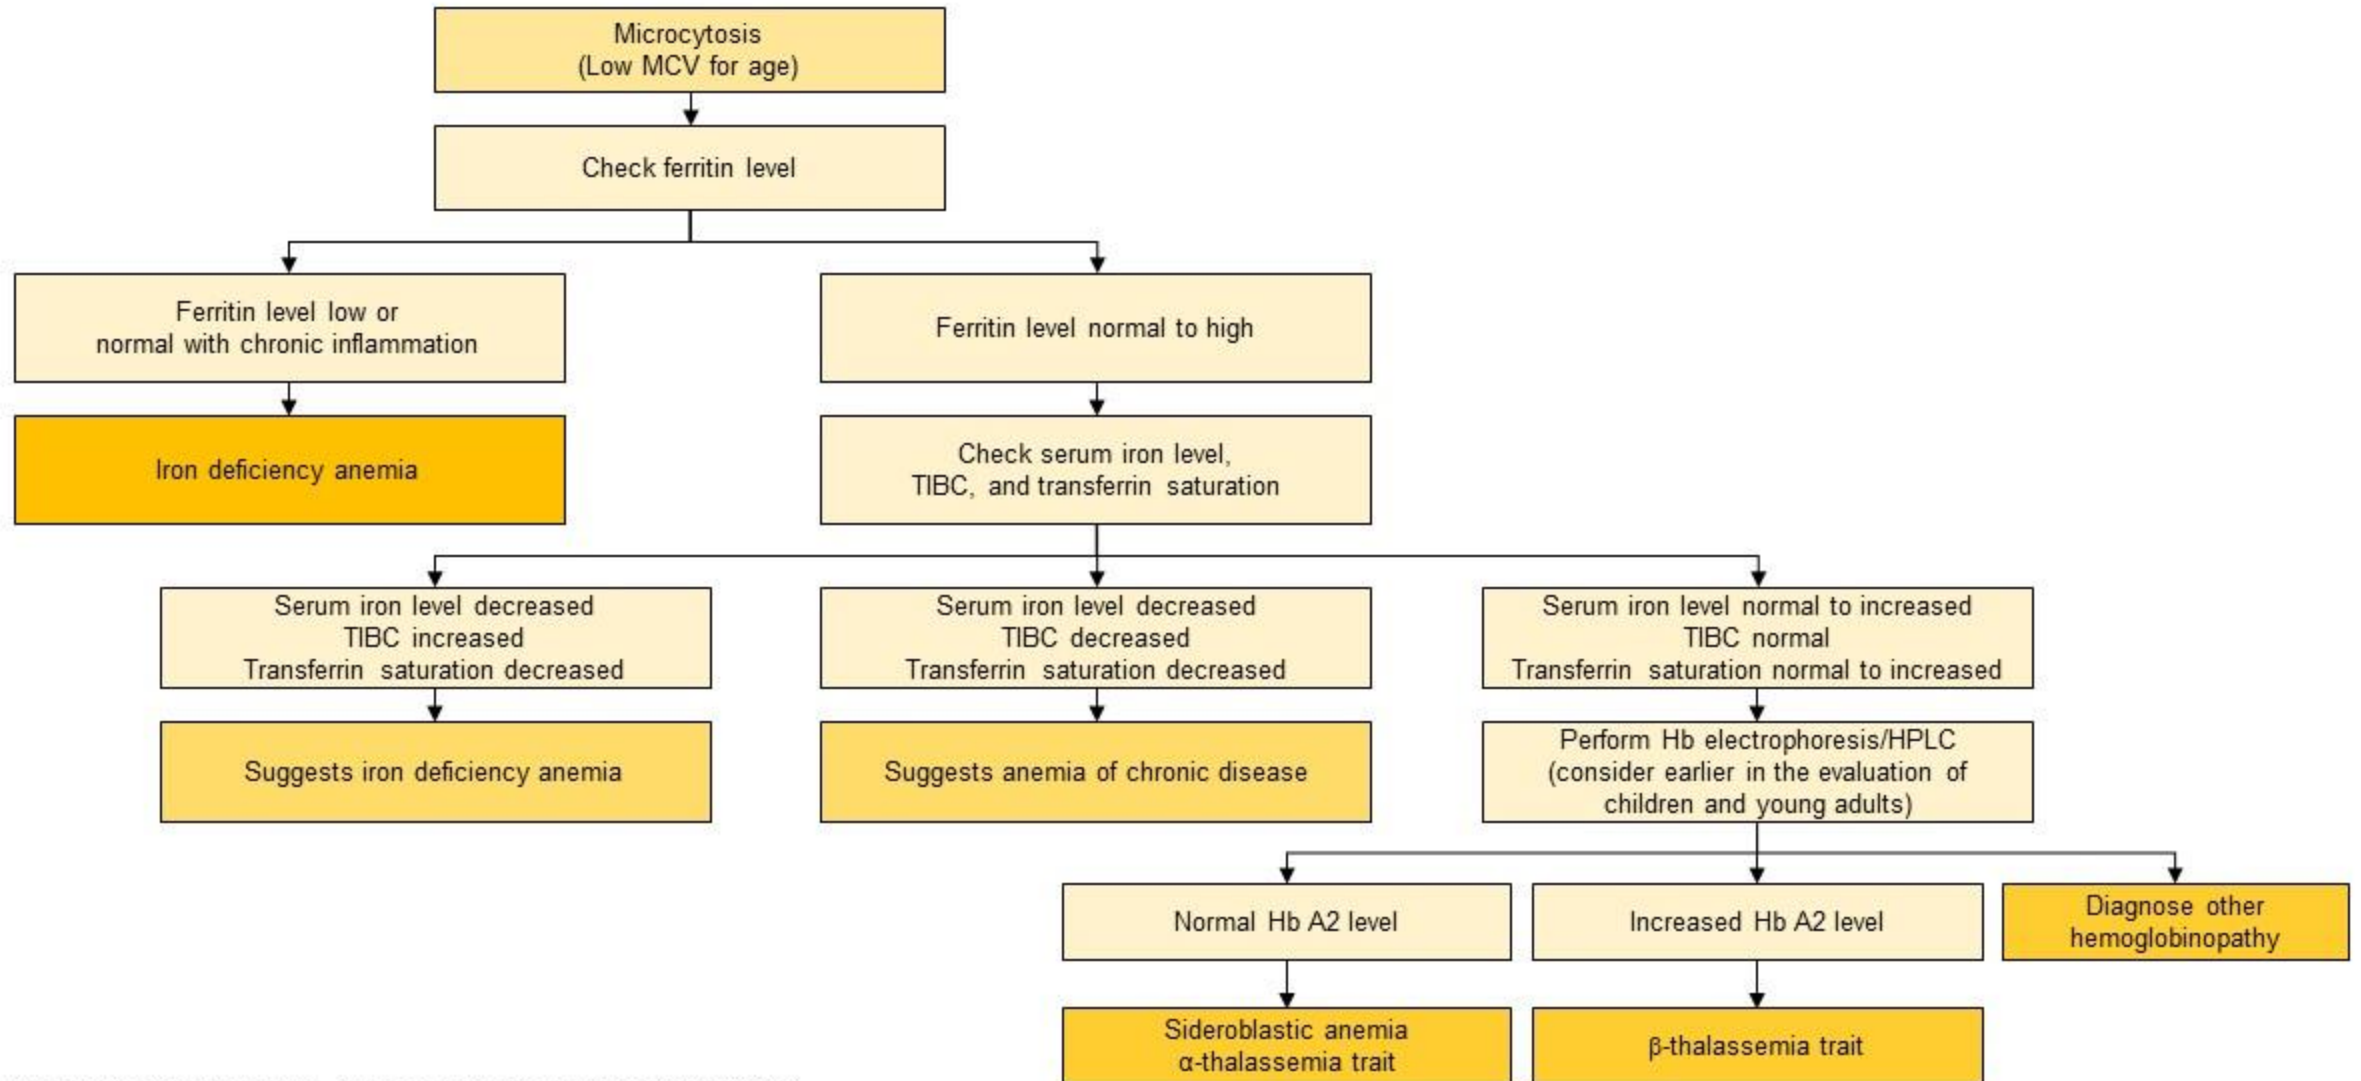 Microcytosis
(Low MCV for age)
Check ferritin level
Ferritin level low or
normal with chronic inflammation
Ferritin level normal to high
Iron deficiency anemia
Check serum iron level,
TIBC, and transferrin saturation
Serum iron level decreased
TIBC increased
Transferrin saturation decreased
Serum iron level decreased
TIBC decreased
Transferrin saturation decreased
Serum iron level normal to increased
TIBC normal
Transferrin saturation normal to increased
Suggests iron deficiency anemia
Suggests anemia of chronic disease
Perform Hb electrophoresis/HPLC
(consider earlier in the evaluation of
children and young adults)
Normal Hb A2 level
Increased Hb A2 level
Diagnose other
hemoglobinopathy
Sideroblastic anemia
α-thalassemia trait
β-thalassemia trait